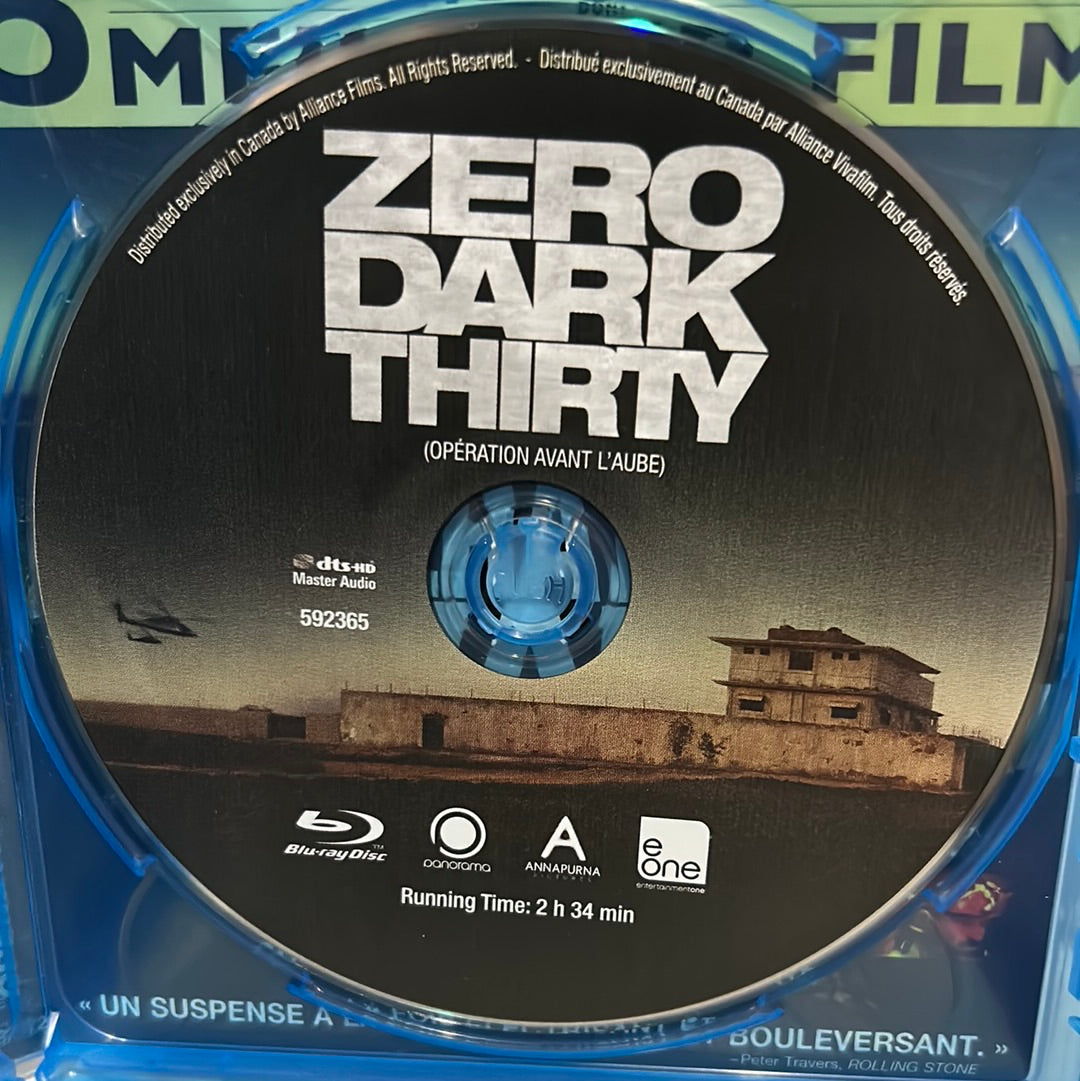 FILM
Distributed exclusively in Canada by Alliance Films. All Rights Reserved. - Distribué exclusivement au Canada par Alliance Vivafilm. Tous droits réservés.
ZERO
DARK
THIRTY
(OPÉRATION AVANT L'AUBE)
dts-HD
Master Audio
592365
Blu-ray Disc™
panorama
ANNAPURNA
PICTURES
e
one
entertainmentone
Running Time: 2 h 34 min
« UN SUSPENSE À BOULEVERSANT. »
–Peter Travers, ROLLING STONE